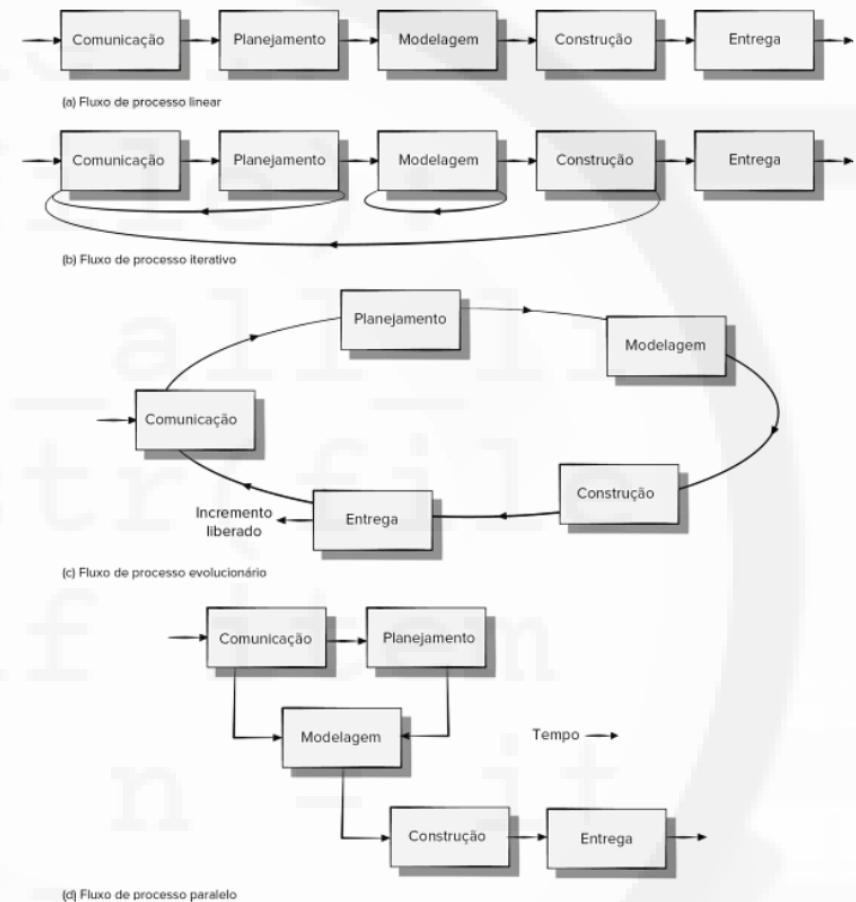 Comunicação
Planejamento
Modelagem
Construção
Entrega
(a) Fluxo de processo linear
Comunicação
Planejamento
Modelagem
Construção
Entrega
(b) Fluxo de processo iterativo
Planejamento
Modelagem
Comunicação
Construção
Entrega
Incremento
liberado
(c) Fluxo de processo evolucionário
Comunicação
Planejamento
Modelagem
Tempo
Construção
Entrega
(d) Fluxo de processo paralelo